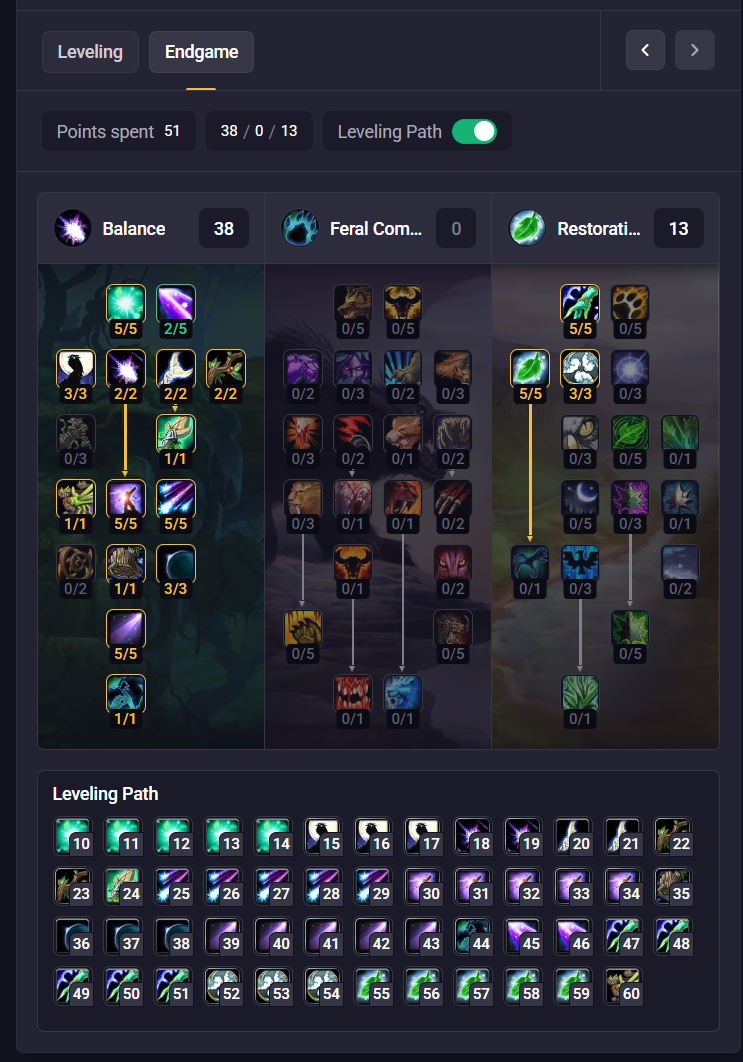 Leveling Endgame
Points spent 51 38 / 0 / 13 Leveling Path
Balance 38 Feral Com... 0 Restorati... 13
5/5 2/5 0/5 0/5 5/5 0/5
3/3 2/2 2/2 2/2 0/2 0/3 0/2 0/3 5/5 3/3 0/3
0/3 1/1 0/3 0/2 0/1 0/2 0/3 0/5 0/1
1/1 5/5 5/5 0/3 0/1 0/1 0/2 0/5 0/3 0/1
0/2 1/1 3/3 0/1 0/2 0/1 0/3 0/2
5/5 0/5 0/5 0/5
1/1 0/1 0/1 0/1
Leveling Path
10 11 12 13 14 15 16 17 18 19 20 21 22
23 24 25 26 27 28 29 30 31 32 33 34 35
36 37 38 39 40 41 42 43 44 45 46 47 48
49 50 51 52 53 54 55 56 57 58 59 60